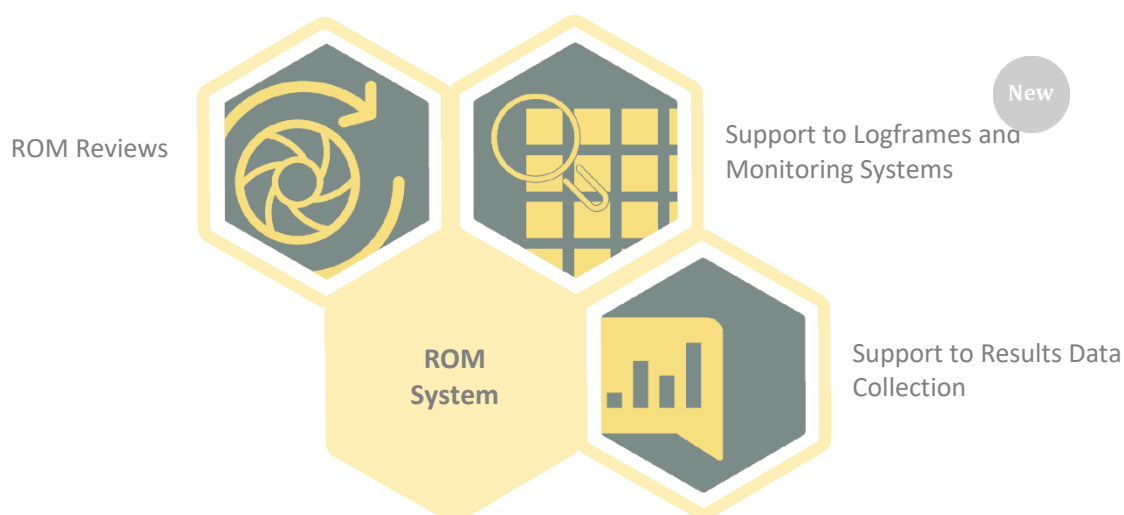 New
ROM Reviews
Support to Logframes and
Monitoring Systems
ROM
System
Support to Results Data
Collection